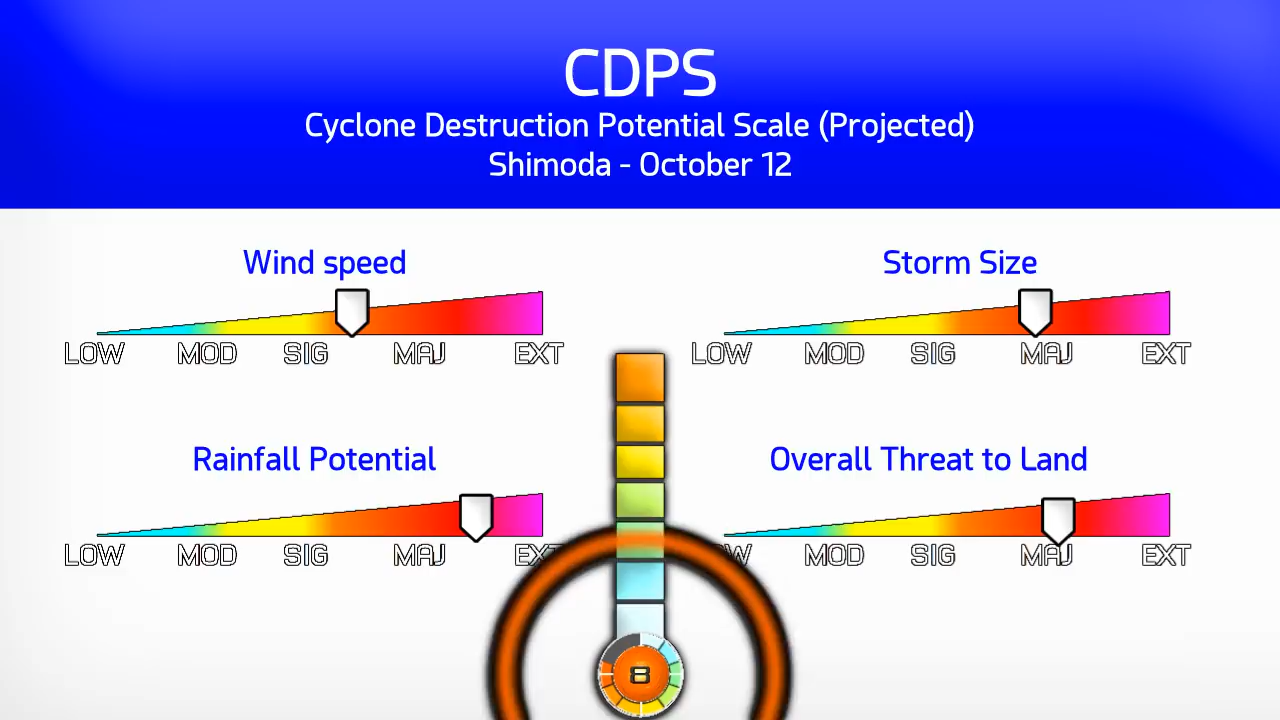 CDPS
Cyclone Destruction Potential Scale (Projected)
Shimoda - October 12
Wind speed
LOW MOD SIG MAJ EXT
Storm Size
LOW MOD SIG MAJ EXT
Rainfall Potential
LOW MOD SIG MAJ EXT
Overall Threat to Land
LOW MOD SIG MAJ EXT
8